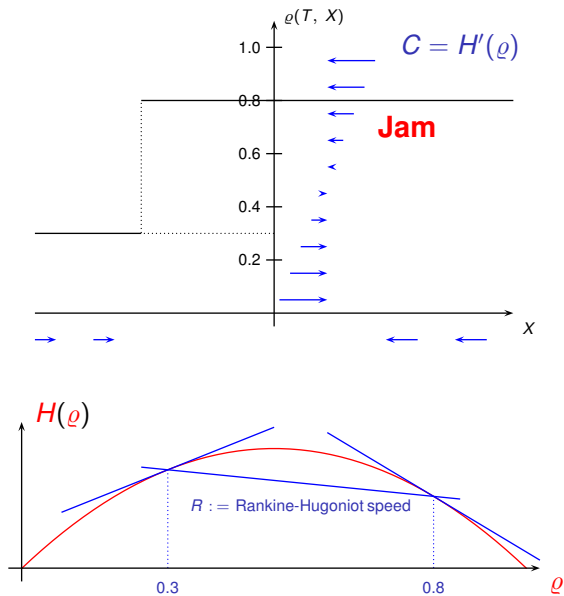 ϱ(T, X)
1.0
C = H′(ϱ)
0.8
Jam
0.6
0.4
0.2
X
H(ϱ)
R : = Rankine-Hugoniot speed
0.3
0.8
ϱ